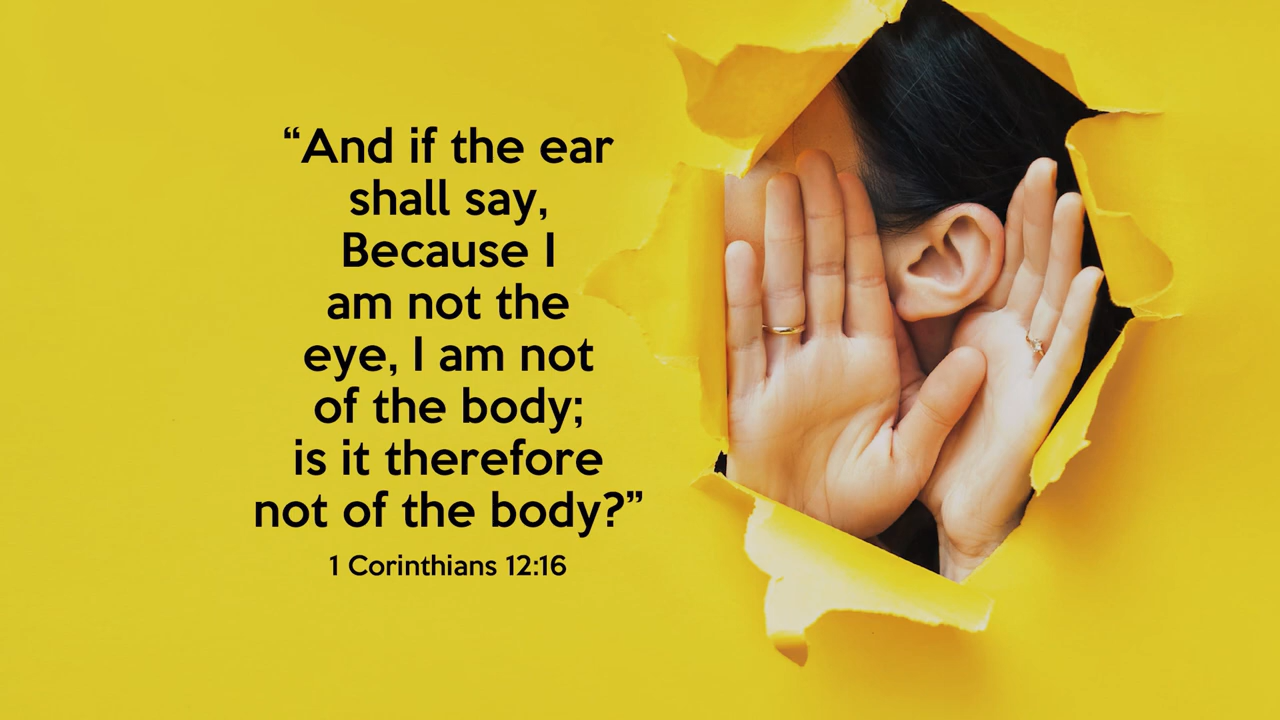 “And if the ear
shall say,
Because I
am not the
eye, I am not
of the body;
is it therefore
not of the body?”
1 Corinthians 12:16